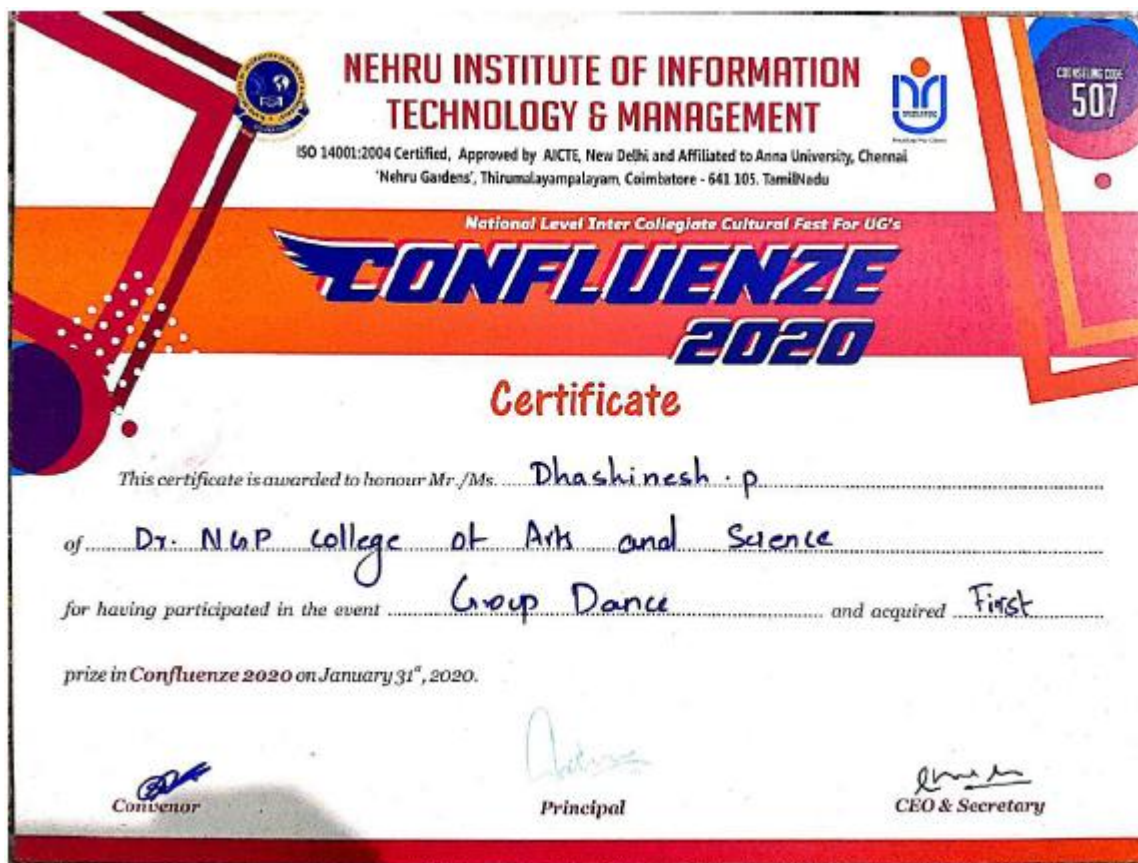 NEHRU INSTITUTE OF INFORMATION
TECHNOLOGY & MANAGEMENT
ISO 14001:2004 Certified, Approved by AICTE, New Delhi and Affiliated to Anna University, Chennai
'Nehru Gardens', Thirumalayampalayam, Coimbatore - 641 105. TamilNadu
COUNSELING CODE
507
National Level Inter Collegiate Cultural Fest For UG's
CONFLUENZE
2020
Certificate
This certificate is awarded to honour Mr./Ms. Dhashinesh . p
of Dr. NGP college of Arts and Science
for having participated in the event Group Dance and acquired First
prize in Confluenze 2020 on January 31st, 2020.
Convenor
Principal
CEO & Secretary